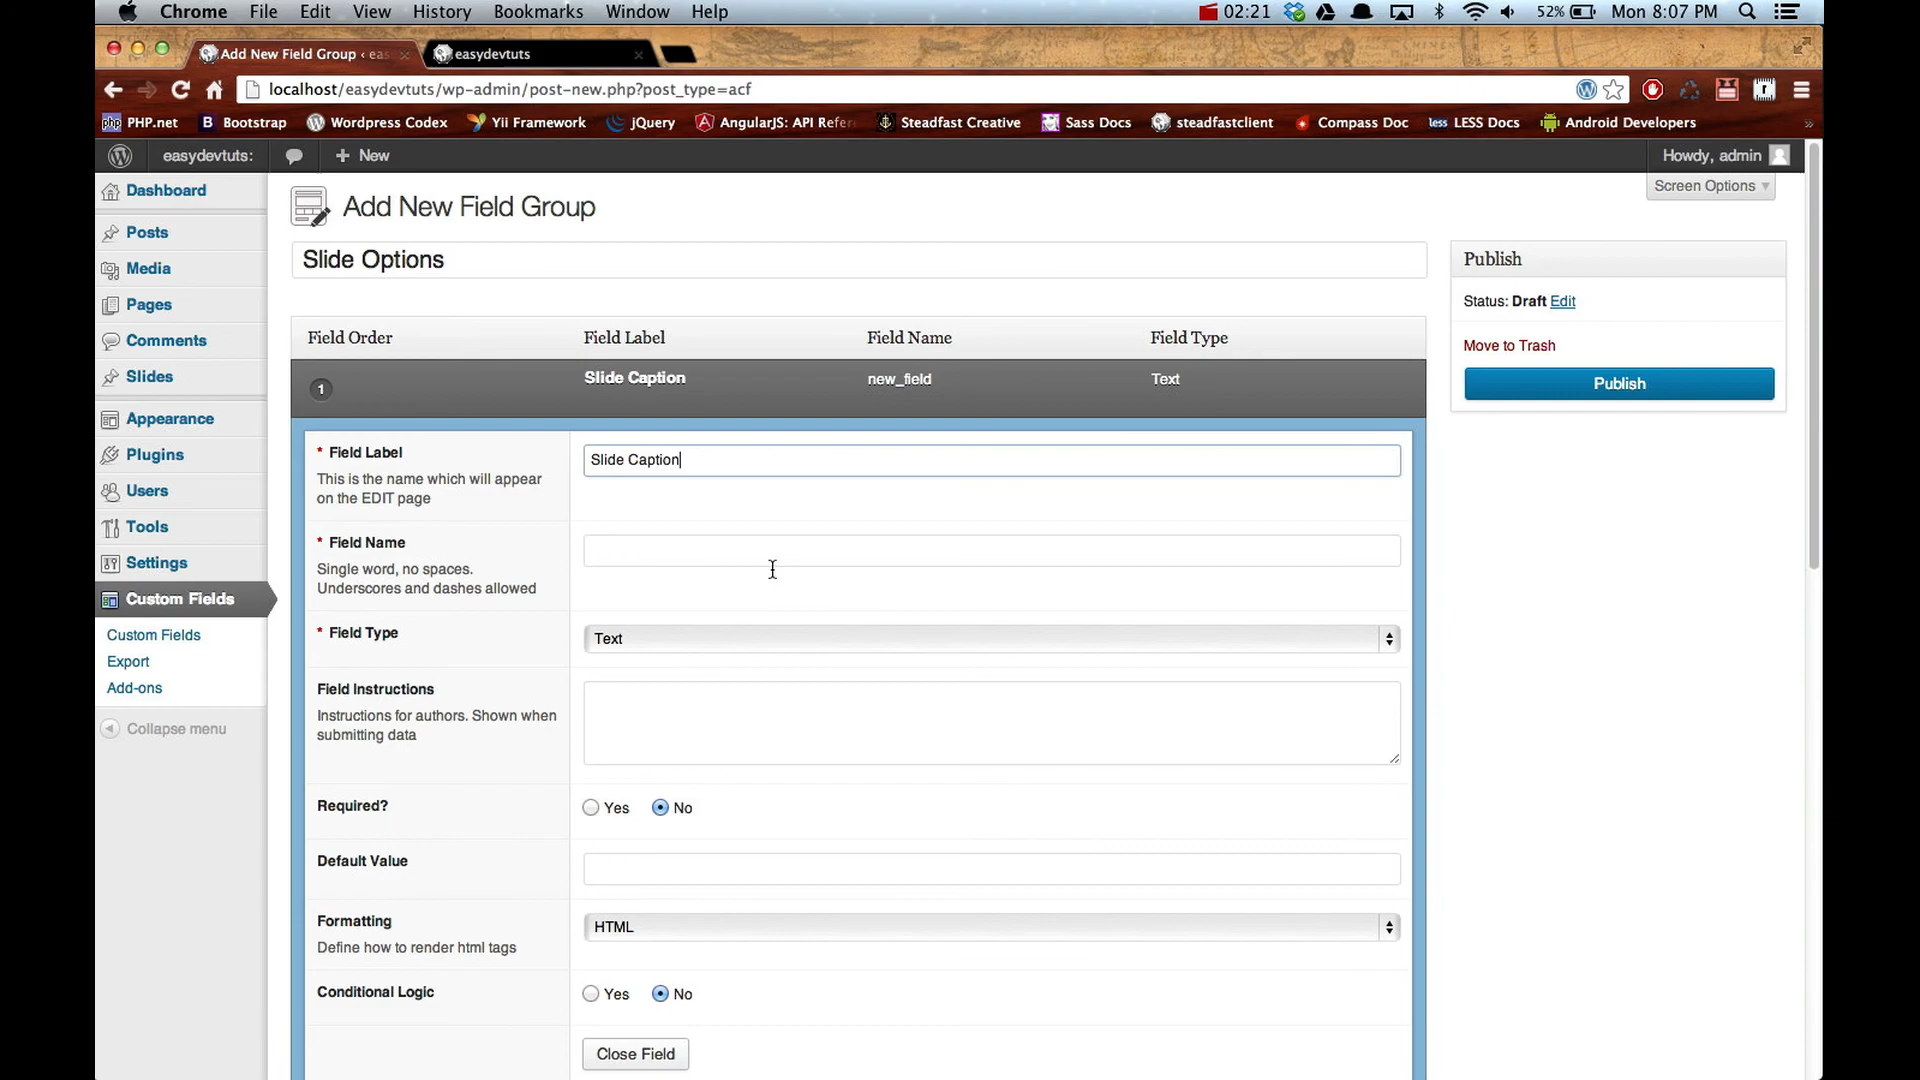 Chrome File Edit View History Bookmarks Window Help 02:21 52% Mon 8:07 PM
Add New Field Group ‹ eas easydevtuts
localhost/easydevtuts/wp-admin/post-new.php?post_type=acf
php PHP.net B Bootstrap Wordpress Codex Yii Framework jQuery AngularJS: API Refer Steadfast Creative Sass Docs steadfastclient Compass Doc less LESS Docs Android Developers »
easydevtuts: + New Howdy, admin
Screen Options
Dashboard
Posts
Media
Pages
Comments
Slides
Appearance
Plugins
Users
Tools
Settings
Custom Fields
Custom Fields
Export
Add-ons
Collapse menu
Add New Field Group
Slide Options
Field Order Field Label Field Name Field Type
1 Slide Caption new_field Text
* Field Label
This is the name which will appear
on the EDIT page
Slide Caption
* Field Name
Single word, no spaces.
Underscores and dashes allowed
* Field Type
Text
Field Instructions
Instructions for authors. Shown when
submitting data
Required?
Yes No
Default Value
Formatting
Define how to render html tags
HTML
Conditional Logic
Yes No
Close Field
Publish
Status: Draft Edit
Move to Trash
Publish